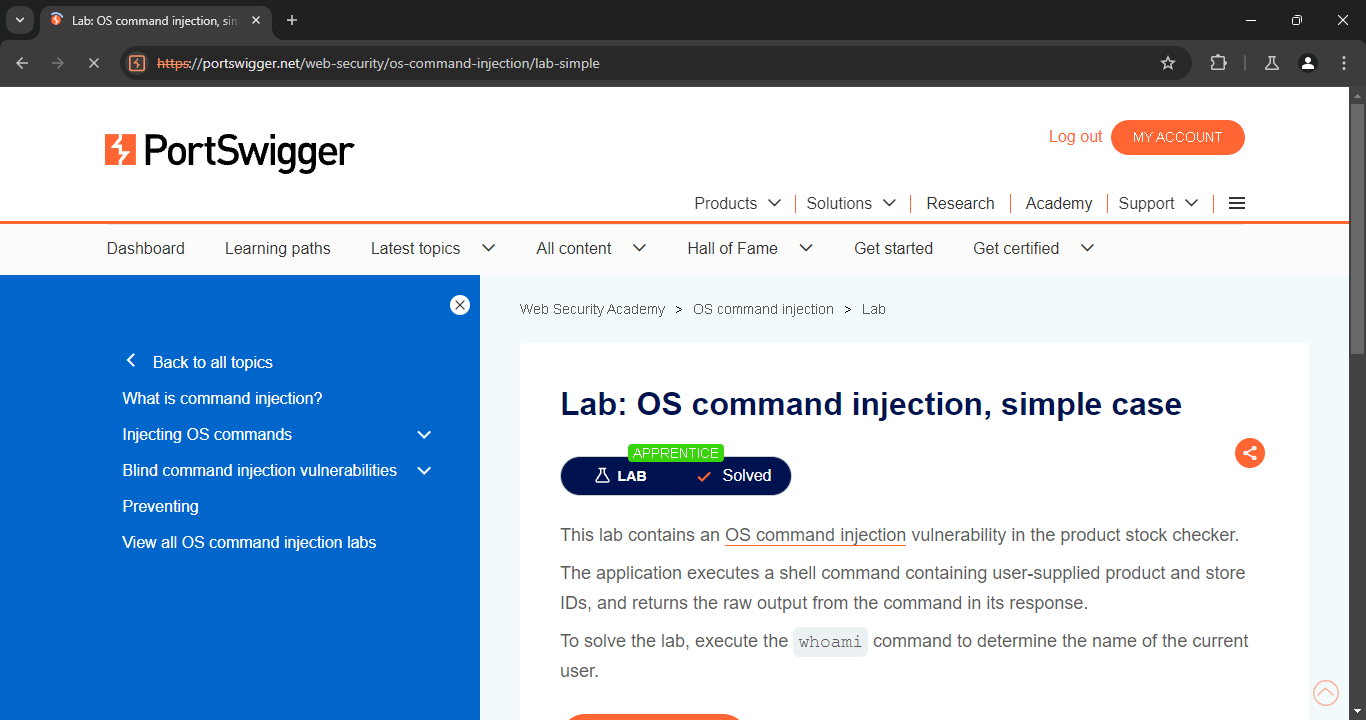 Lab: OS command injection, sim
https://portswigger.net/web-security/os-command-injection/lab-simple
PortSwigger
Log out
MY ACCOUNT
Products
Solutions
Research
Academy
Support
Dashboard
Learning paths
Latest topics
All content
Hall of Fame
Get started
Get certified
Back to all topics
What is command injection?
Injecting OS commands
Blind command injection vulnerabilities
Preventing
View all OS command injection labs
Web Security Academy > OS command injection > Lab
Lab: OS command injection, simple case
APPRENTICE
LAB
Solved
This lab contains an OS command injection vulnerability in the product stock checker.
The application executes a shell command containing user-supplied product and store
IDs, and returns the raw output from the command in its response.
To solve the lab, execute the whoami command to determine the name of the current
user.